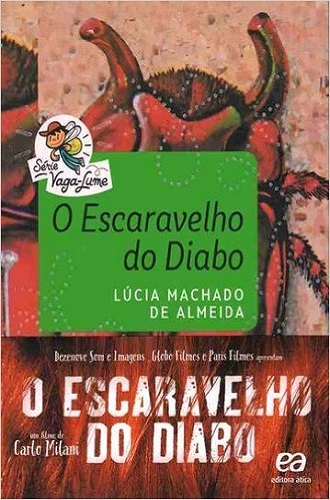 Série
Vaga-Lume
O Escaravelho
do Diabo
LÚCIA MACHADO
DE ALMEIDA
Dezenove Som e Imagens, Globo Filmes e Paris Filmes apresentam
O ESCARAVELHO
um filme de
Carlo Milani
DO DIABO
editora ática